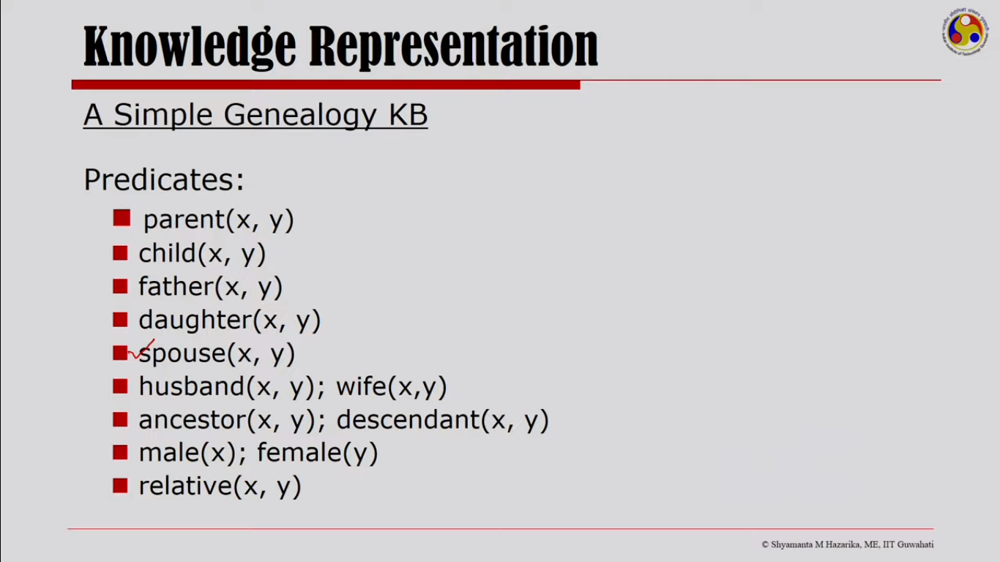 Knowledge Representation
A Simple Genealogy KB
Predicates:
parent(x, y)
child(x, y)
father(x, y)
daughter(x, y)
spouse(x, y)
husband(x, y); wife(x,y)
ancestor(x, y); descendant(x, y)
male(x); female(y)
relative(x, y)
© Shyamanta M Hazarika, ME, IIT Guwahati